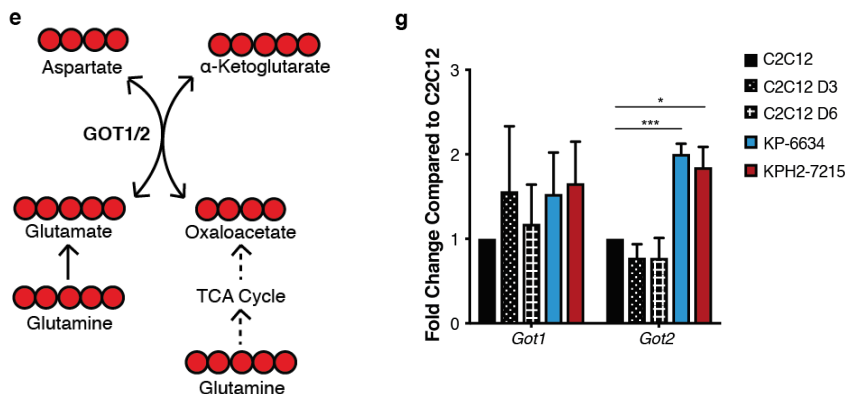 e
Aspartate
α-Ketoglutarate
GOT1/2
Glutamate
Oxaloacetate
TCA Cycle
Glutamine
Glutamine
g
Fold Change Compared to C2C12
3
2
1
0
*
***
Got1
Got2
C2C12
C2C12 D3
C2C12 D6
KP-6634
KPH2-7215